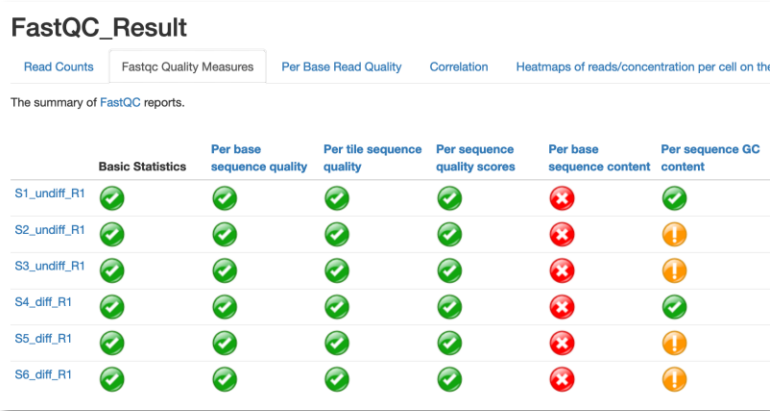 FastQC_Result
Read Counts Fastqc Quality Measures Per Base Read Quality Correlation Heatmaps of reads/concentration per cell on the
The summary of FastQC reports.
Basic Statistics Per base sequence quality Per tile sequence quality Per sequence quality scores Per base sequence content Per sequence GC content
S1_undiff_R1
S2_undiff_R1
S3_undiff_R1
S4_diff_R1
S5_diff_R1
S6_diff_R1